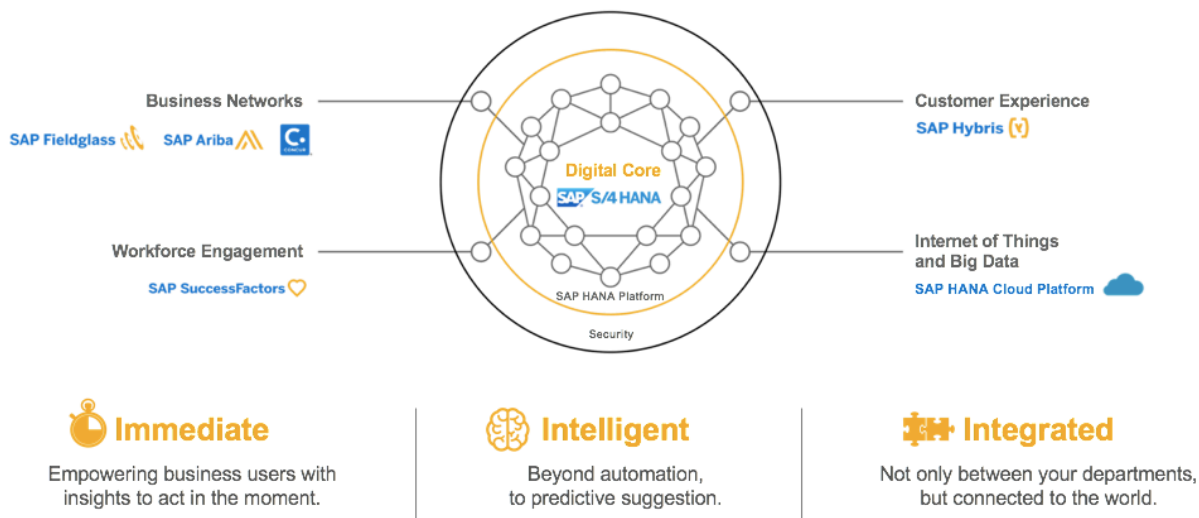 Business Networks
SAP Fieldglass
SAP Ariba
C.
CONCUR
Workforce Engagement
SAP SuccessFactors
Digital Core
SAP S/4 HANA
SAP HANA Platform
Security
Customer Experience
SAP Hybris
Internet of Things
and Big Data
SAP HANA Cloud Platform
Immediate
Empowering business users with
insights to act in the moment.
Intelligent
Beyond automation,
to predictive suggestion.
Integrated
Not only between your departments,
but connected to the world.